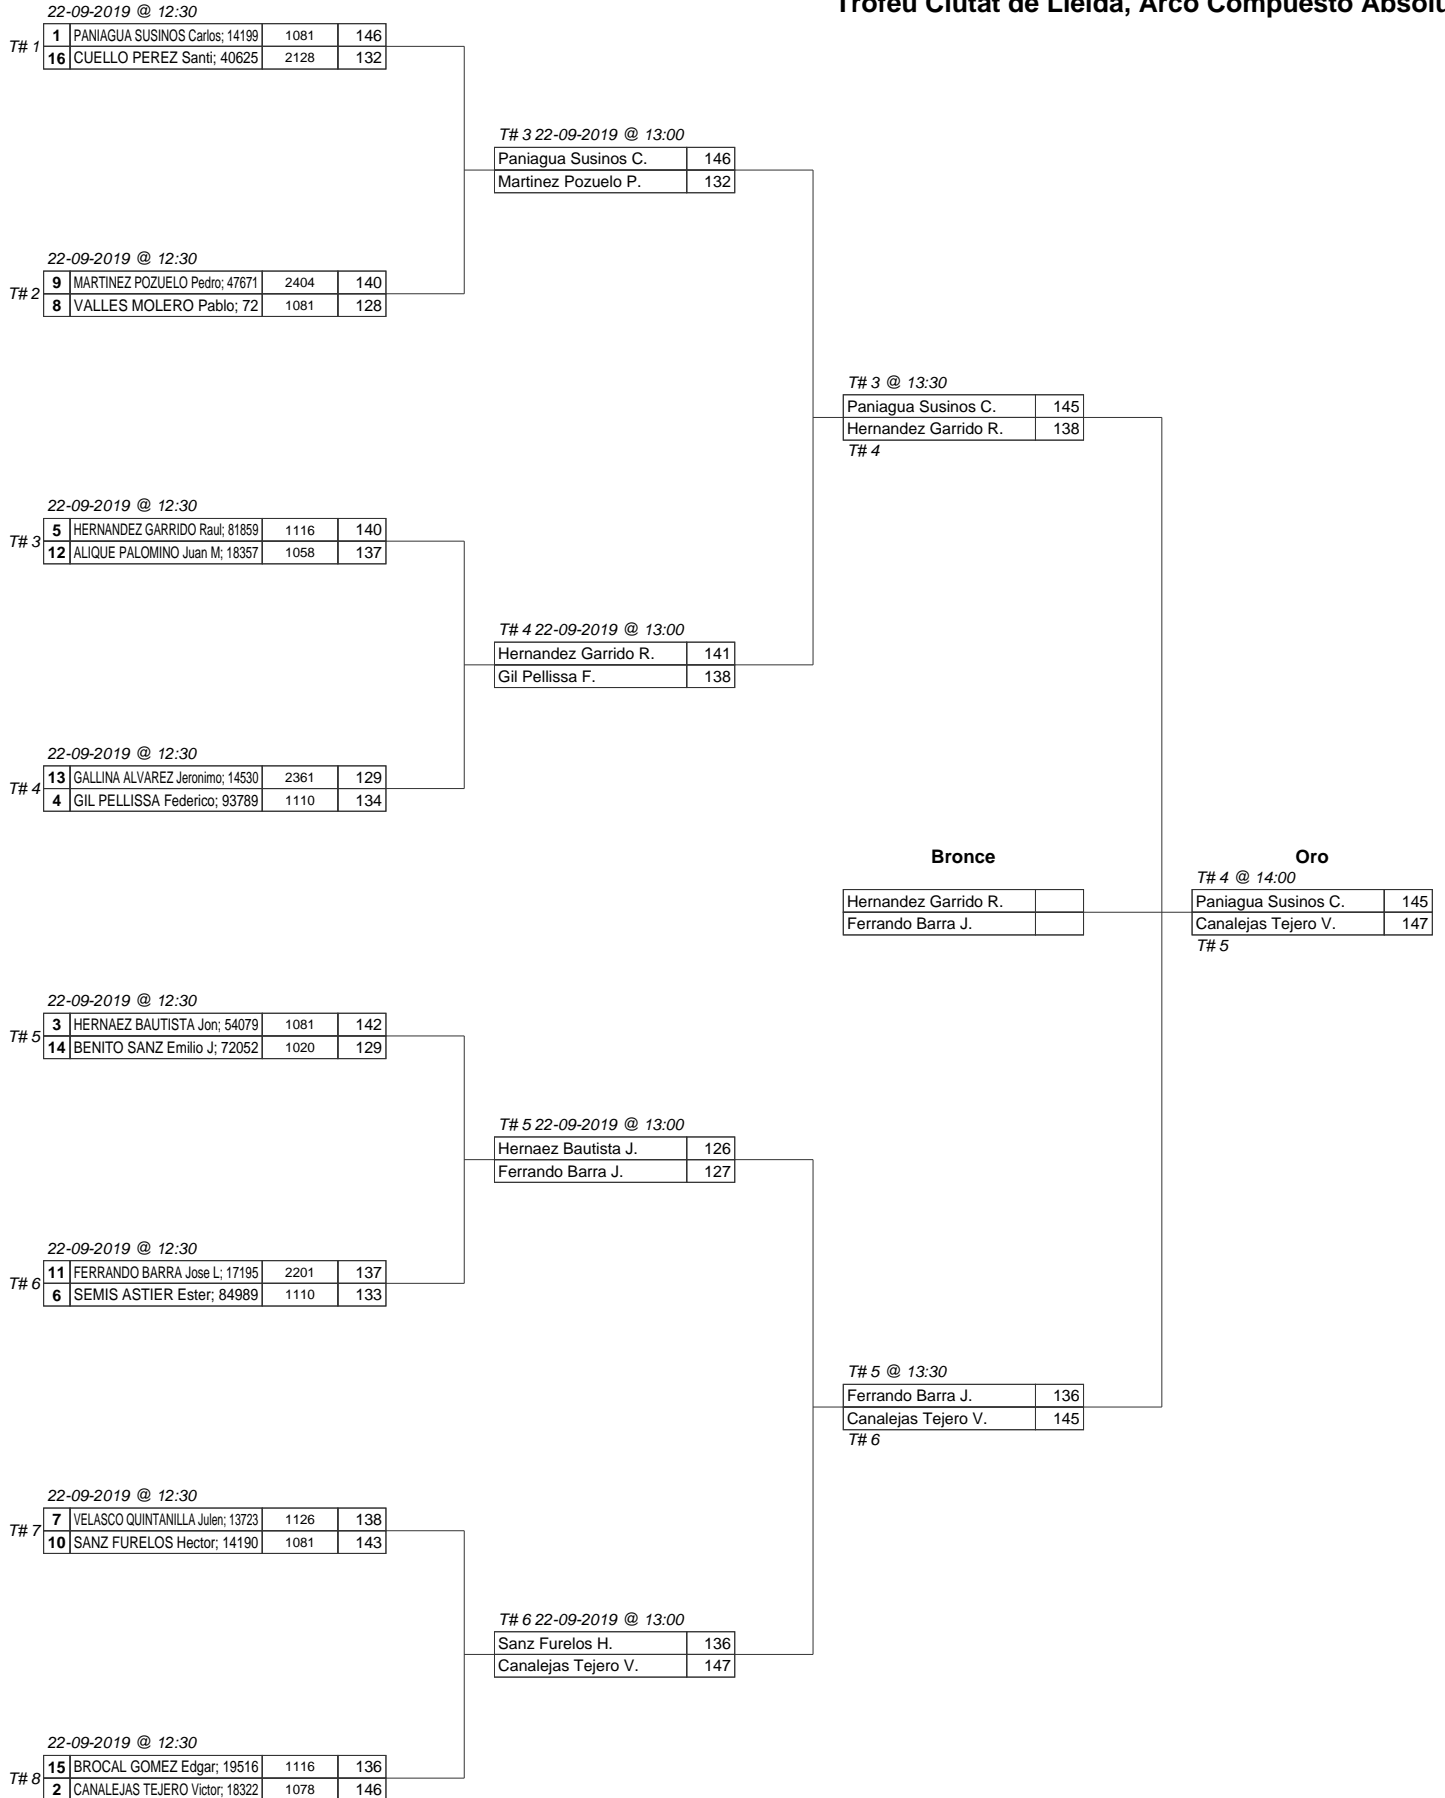 Trofeu Ciutat de Lleida, Arco Compuesto
22-09-2019 @ 12:30
T# 1
1 PANIAGUA SUSINOS Carlos; 14199 1081 146
16 CUELLO PEREZ Santi; 40625 2128 132
T# 3 22-09-2019 @ 13:00
Paniagua Susinos C. 146
Martinez Pozuelo P. 132
22-09-2019 @ 12:30
T# 2
9 MARTINEZ POZUELO Pedro; 47671 2404 140
8 VALLES MOLERO Pablo; 72 1081 128
T# 3 @ 13:30
Paniagua Susinos C. 145
Hernandez Garrido R. 138
T# 4
22-09-2019 @ 12:30
T# 3
5 HERNANDEZ GARRIDO Raul; 81859 1116 140
12 ALIQUE PALOMINO Juan M; 18357 1058 137
T# 4 22-09-2019 @ 13:00
Hernandez Garrido R. 141
Gil Pellissa F. 138
22-09-2019 @ 12:30
T# 4
13 GALLINA ALVAREZ Jeronimo; 14530 2361 129
4 GIL PELLISSA Federico; 93789 1110 134
Bronce
Hernandez Garrido R.
Ferrando Barra J.
Oro
T# 4 @ 14:00
Paniagua Susinos C. 145
Canalejas Tejero V. 147
T# 5
22-09-2019 @ 12:30
T# 5
3 HERNAEZ BAUTISTA Jon; 54079 1081 142
14 BENITO SANZ Emilio J; 72052 1020 129
T# 5 22-09-2019 @ 13:00
Hernaez Bautista J. 126
Ferrando Barra J. 127
22-09-2019 @ 12:30
T# 6
11 FERRANDO BARRA Jose L; 17195 2201 137
6 SEMIS ASTIER Ester; 84989 1110 133
T# 5 @ 13:30
Ferrando Barra J. 136
Canalejas Tejero V. 145
T# 6
22-09-2019 @ 12:30
T# 7
7 VELASCO QUINTANILLA Julen; 13723 1126 138
10 SANZ FURELOS Hector; 14190 1081 143
T# 6 22-09-2019 @ 13:00
Sanz Furelos H. 136
Canalejas Tejero V. 147
22-09-2019 @ 12:30
T# 8
15 BROCAL GOMEZ Edgar; 19516 1116 136
2 CANALEJAS TEJERO Victor; 18322 1078 146